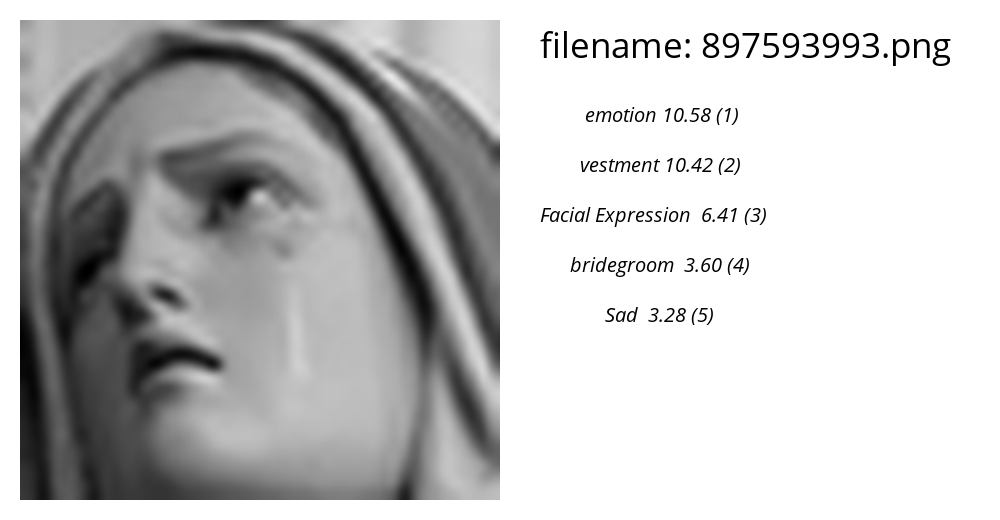 filename: 897593993.png
emotion 10.58 (1)
vestment 10.42 (2)
Facial Expression 6.41 (3)
bridegroom 3.60 (4)
Sad 3.28 (5)